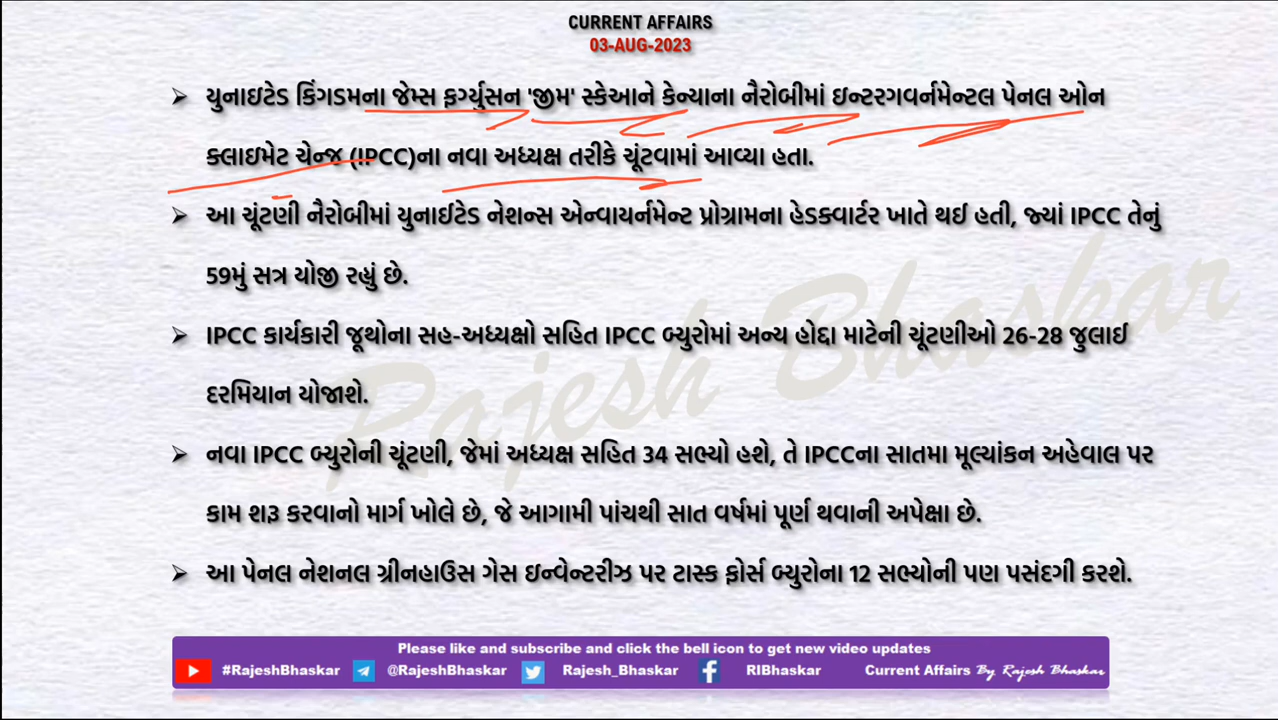 CURRENT AFFAIRS
03-AUG-2023
➢ યુનાઇટેડ કિંગડમના જેમ્સ ફર્ગ્યુસન 'જીમ' સ્કેઆને કેન્યાના નૈરોબીમાં ઇન્ટરગવર્નમેન્ટલ પેનલ ઓન
ક્લાઇમેટ ચેન્જ (IPCC)ના નવા અધ્યક્ષ તરીકે ચૂંટવામાં આવ્યા હતા.
➢ આ ચૂંટણી નૈરોબીમાં યુનાઈટેડ નેશન્સ એન્વાયર્નમેન્ટ પ્રોગ્રામના હેડક્વાર્ટર ખાતે થઈ હતી, જ્યાં IPCC તેનું
59મું સત્ર યોજી રહ્યું છે.
➢ IPCC કાર્યકારી જૂથોના સહ-અધ્યક્ષો સહિત IPCC બ્યુરોમાં અન્ય હોદ્દા માટેની ચૂંટણીઓ 26-28 જુલાઈ
દરમિયાન યોજાશે.
➢ નવા IPCC બ્યુરોની ચૂંટણી, જેમાં અધ્યક્ષ સહિત 34 સભ્યો હશે, તે IPCCના સાતમા મૂલ્યાંકન અહેવાલ પર
કામ શરૂ કરવાનો માર્ગ ખોલે છે, જે આગામી પાંચથી સાત વર્ષમાં પૂર્ણ થવાની અપેક્ષા છે.
➢ આ પેનલ નેશનલ ગ્રીનહાઉસ ગેસ ઇન્વેન્ટરીઝ પર ટાસ્ક ફોર્સ બ્યુરોના 12 સભ્યોની પણ પસંદગી કરશે.
Rajesh Bhaskar
Please like and subscribe and click the bell icon to get new video updates
#RajeshBhaskar @RajeshBhaskar Rajesh_Bhaskar RIBhaskar Current Affairs By Rajesh Bhaskar